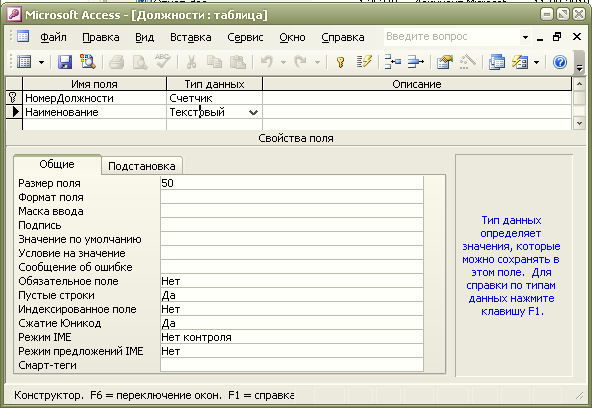 Microsoft Access - [Должности : таблица]
Файл Правка Вид Вставка Сервис Окно Справка Введите вопрос
Имя поля Тип данных Описание
НомерДолжности Счетчик
Наименование Текстовый
Свойства поля
Общие Подстановка
Размер поля 50
Формат поля
Маска ввода
Подпись
Значение по умолчанию
Условие на значение
Сообщение об ошибке
Обязательное поле Нет
Пустые строки Да
Индексированное поле Нет
Сжатие Юникод Да
Режим IME Нет контроля
Режим предложений IME Нет
Смарт-теги
Тип данных
определяет
значения, которые
можно сохранять в
этом поле. Для
справки по типам
данных нажмите
клавишу F1.
Конструктор. F6 = переключение окон. F1 = справка